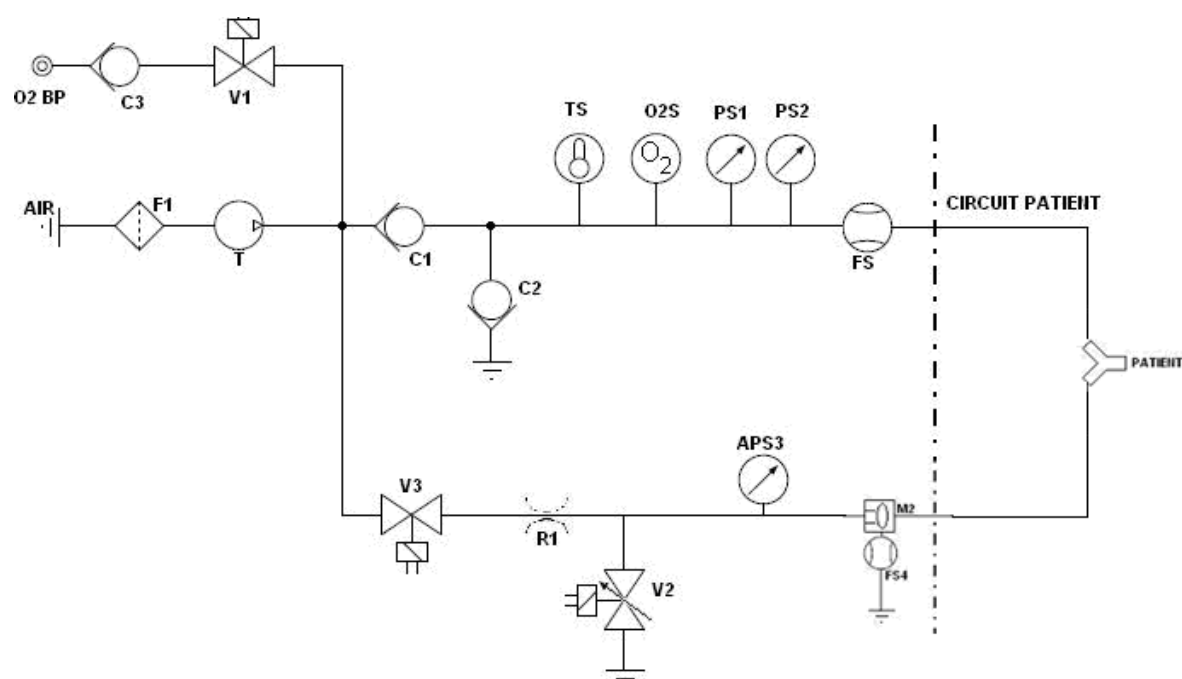 O2 BP
C3
V1
TS
O2S
PS1
PS2
O2
AIR
F1
T
C1
C2
FS
CIRCUIT PATIENT
PATIENT
APS3
V3
R1
M2
FS4
V2